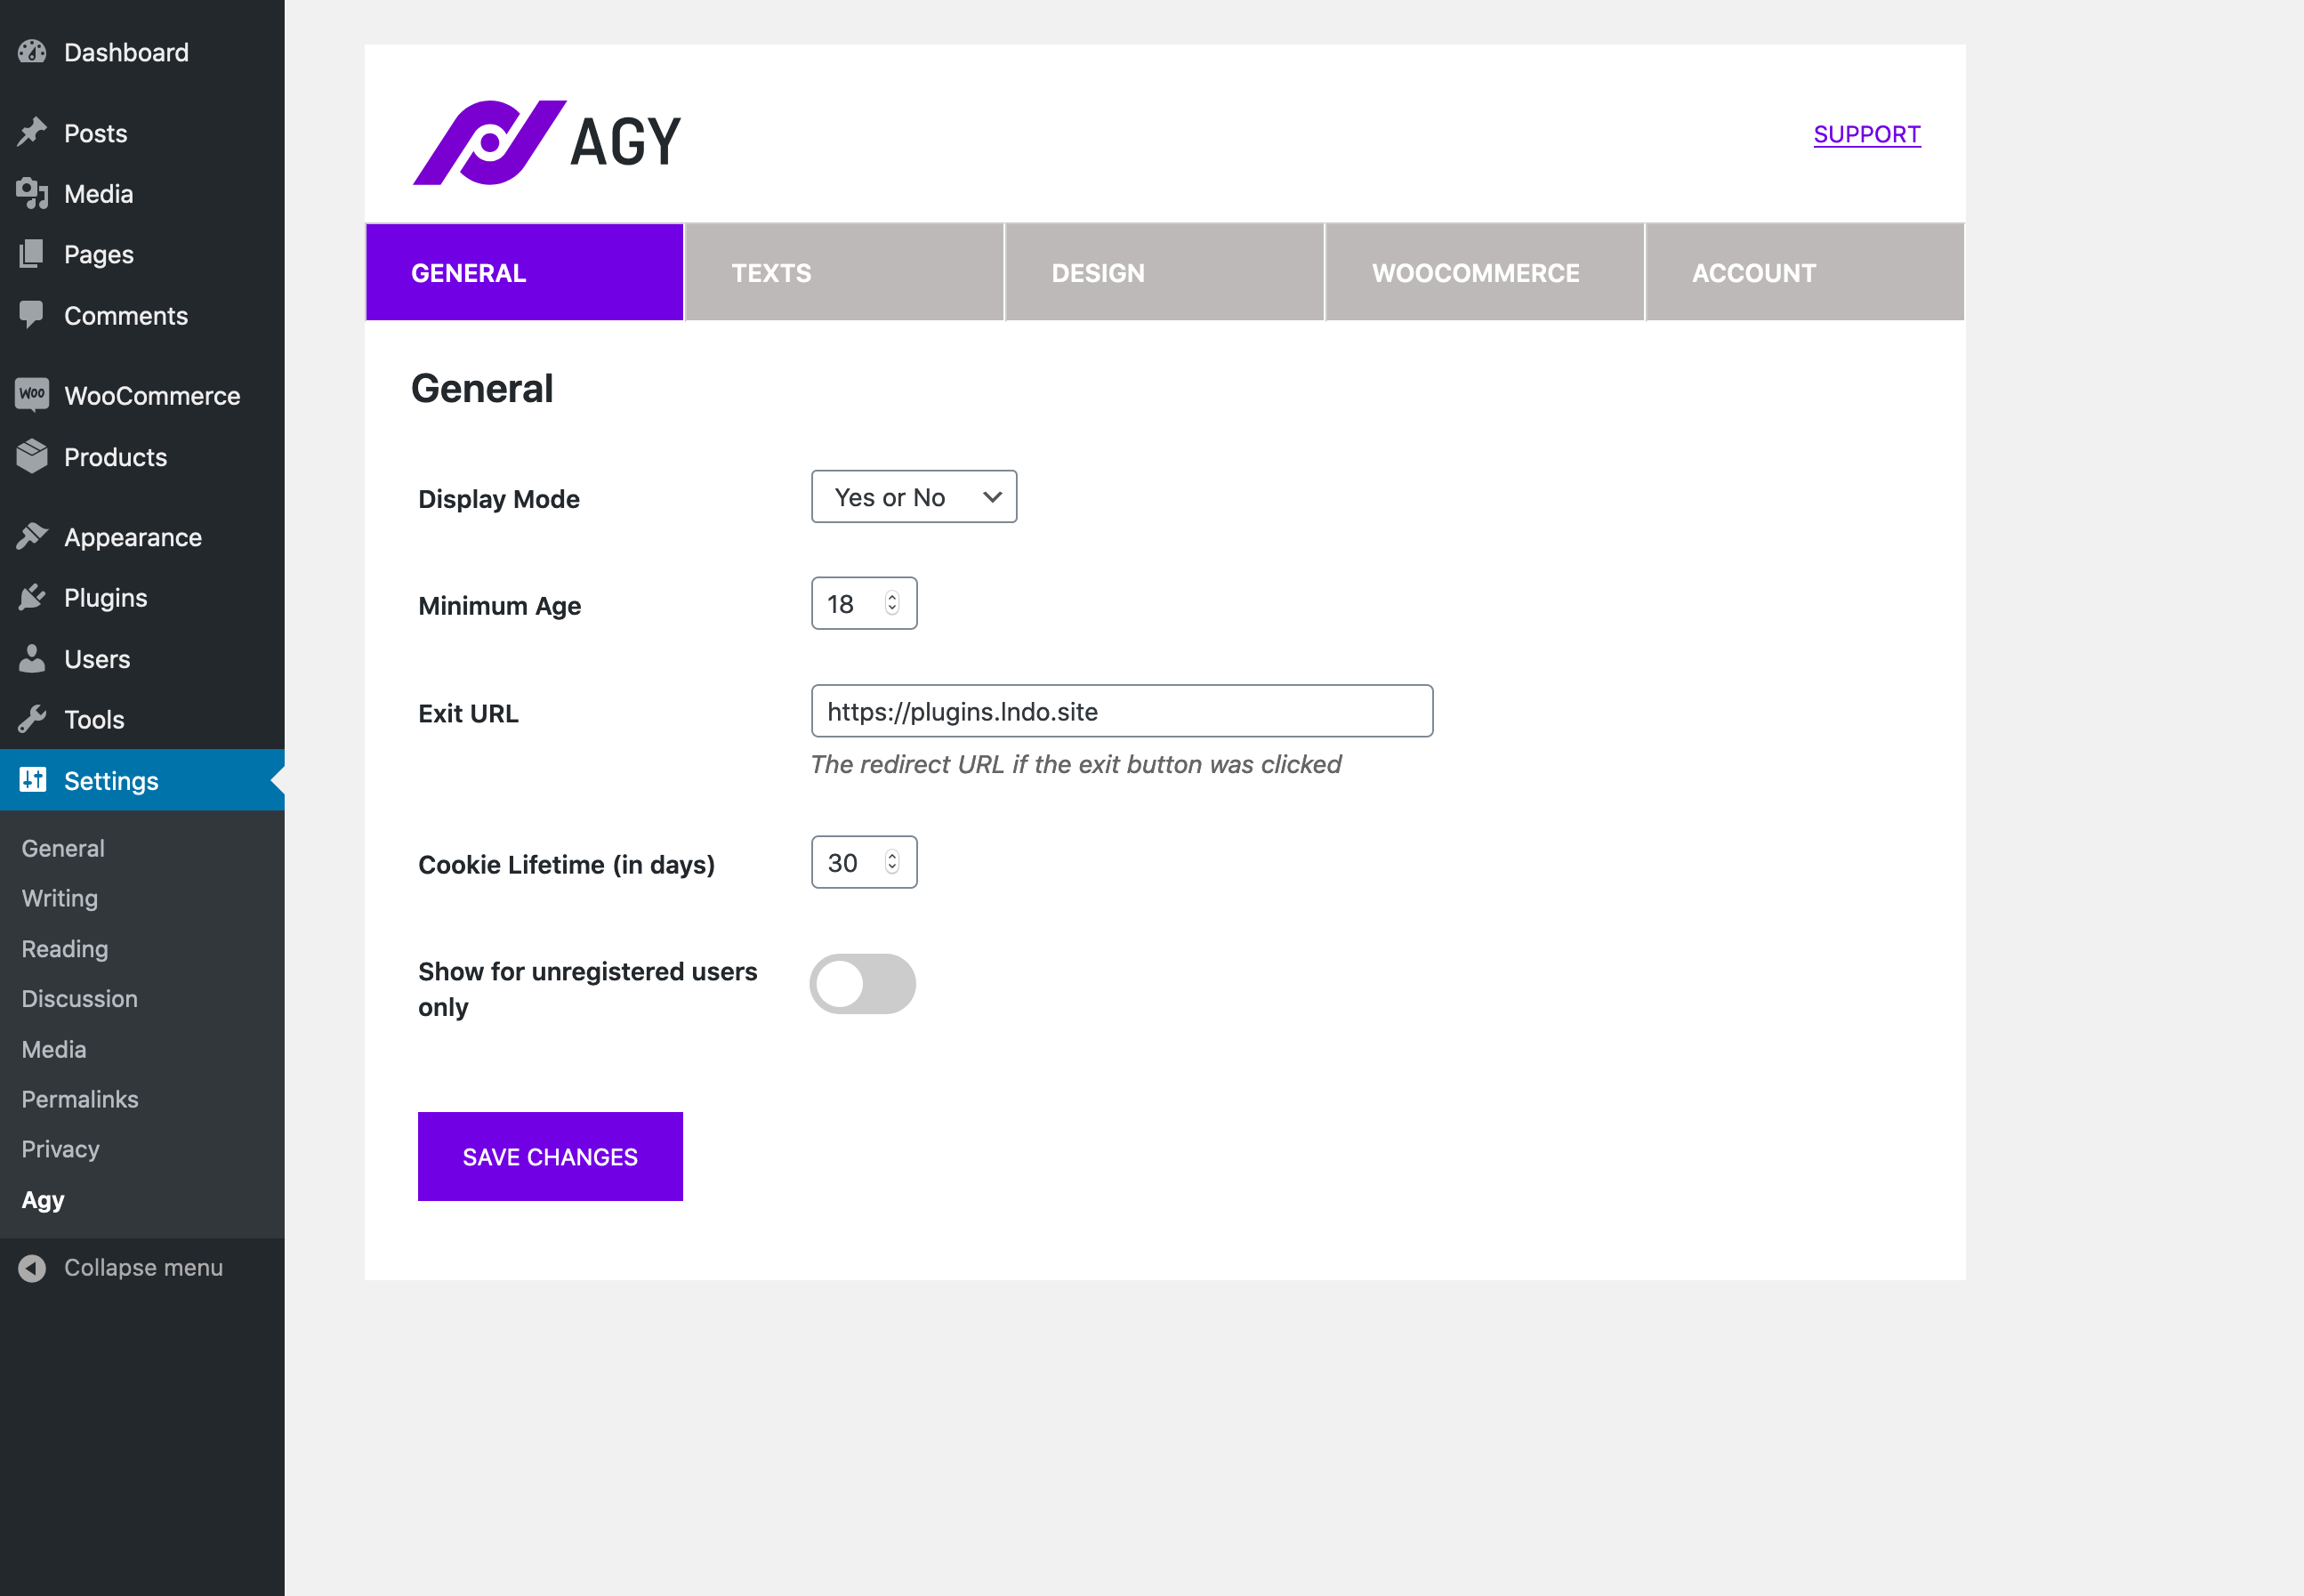 Dashboard
Posts
Media
Pages
Comments
Woo
WooCommerce
Products
Appearance
Plugins
Users
Tools
Settings
General
Writing
Reading
Discussion
Media
Permalinks
Privacy
Agy
Collapse menu
AGY
SUPPORT
GENERAL
TEXTS
DESIGN
WOOCOMMERCE
ACCOUNT
General
Display Mode
Yes or No
Minimum Age
18
Exit URL
https://plugins.lndo.site
The redirect URL if the exit button was clicked
Cookie Lifetime (in days)
30
Show for unregistered users
only
SAVE CHANGES